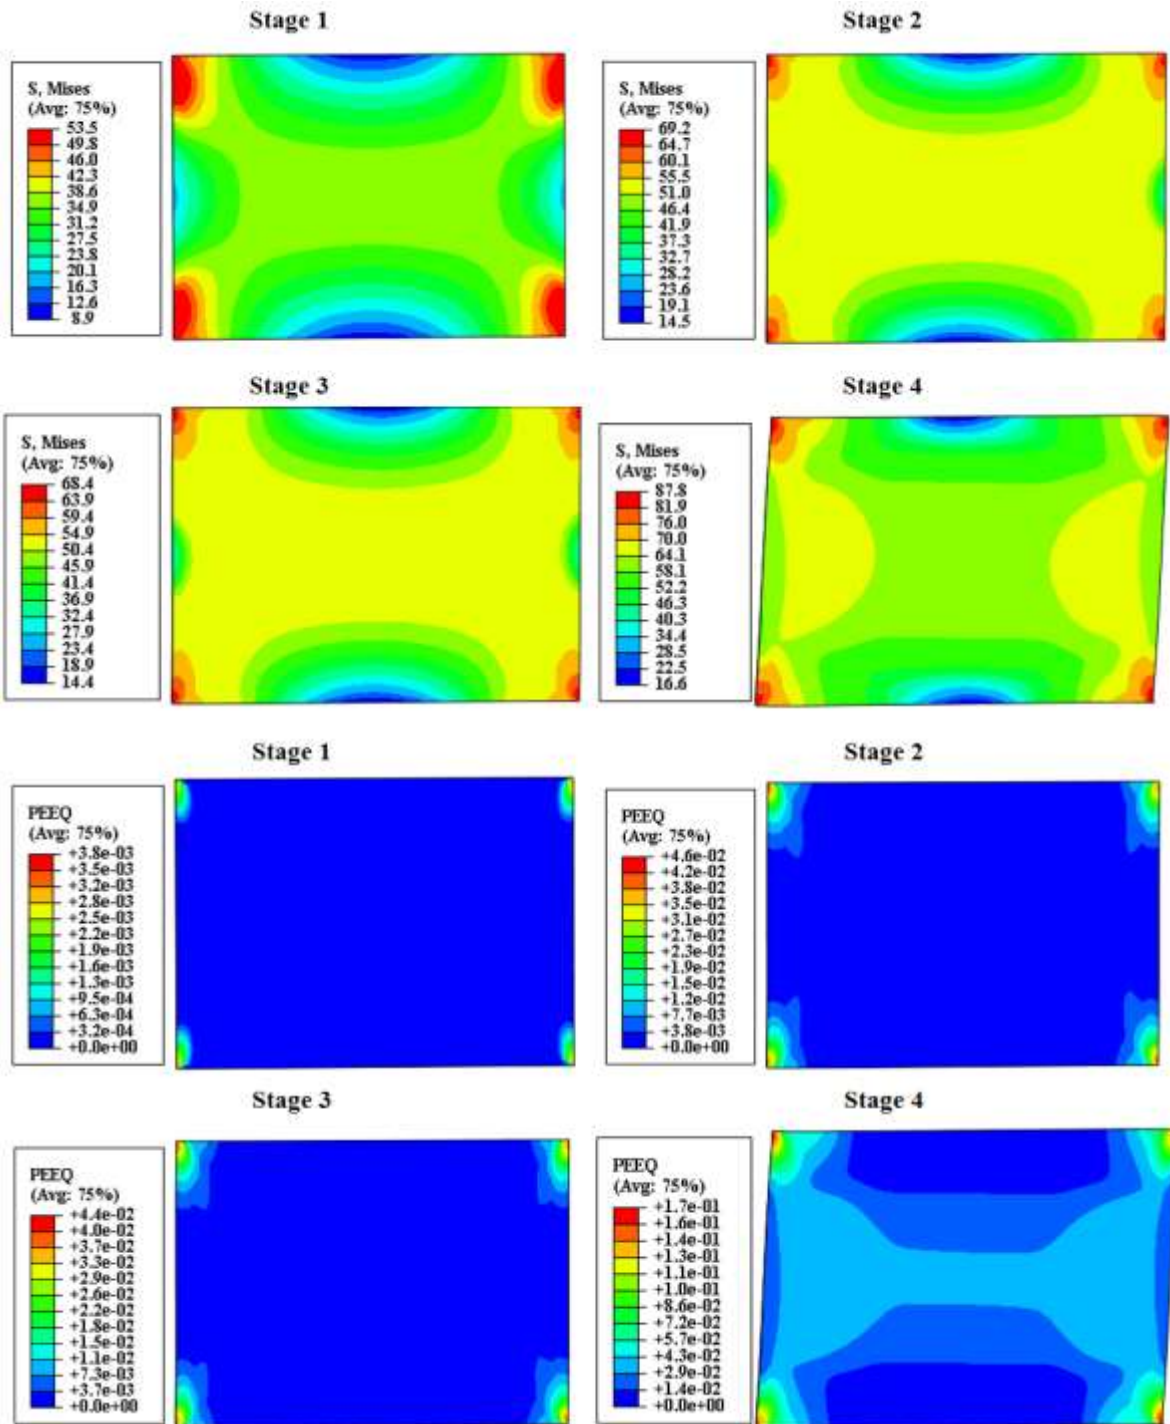 Stage 1
S, Mises
(Avg: 75%)
53.5
49.8
46.0
42.3
38.6
34.9
31.2
27.5
23.8
20.1
16.3
12.6
8.9
Stage 2
S, Mises
(Avg: 75%)
69.2
64.7
60.1
55.5
51.0
46.4
41.9
37.3
32.7
28.2
23.6
19.1
14.5
Stage 3
S, Mises
(Avg: 75%)
68.4
63.9
59.4
54.9
50.4
45.9
41.4
36.9
32.4
27.9
23.4
18.9
14.4
Stage 4
S, Mises
(Avg: 75%)
87.8
81.9
76.0
70.0
64.1
58.1
52.2
46.3
40.3
34.4
28.5
22.5
16.6
Stage 1
PEEQ
(Avg: 75%)
+3.8e-03
+3.5e-03
+3.2e-03
+2.8e-03
+2.5e-03
+2.2e-03
+1.9e-03
+1.6e-03
+1.3e-03
+9.5e-04
+6.3e-04
+3.2e-04
+0.0e+00
Stage 2
PEEQ
(Avg: 75%)
+4.6e-02
+4.2e-02
+3.8e-02
+3.5e-02
+3.1e-02
+2.7e-02
+2.3e-02
+1.9e-02
+1.5e-02
+1.2e-02
+7.7e-03
+3.8e-03
+0.0e+00
Stage 3
PEEQ
(Avg: 75%)
+4.4e-02
+4.0e-02
+3.7e-02
+3.3e-02
+2.9e-02
+2.6e-02
+2.2e-02
+1.8e-02
+1.5e-02
+1.1e-02
+7.3e-03
+3.7e-03
+0.0e+00
Stage 4
PEEQ
(Avg: 75%)
+1.7e-01
+1.6e-01
+1.4e-01
+1.3e-01
+1.1e-01
+1.0e-01
+8.6e-02
+7.2e-02
+5.7e-02
+4.3e-02
+2.9e-02
+1.4e-02
+0.0e+00